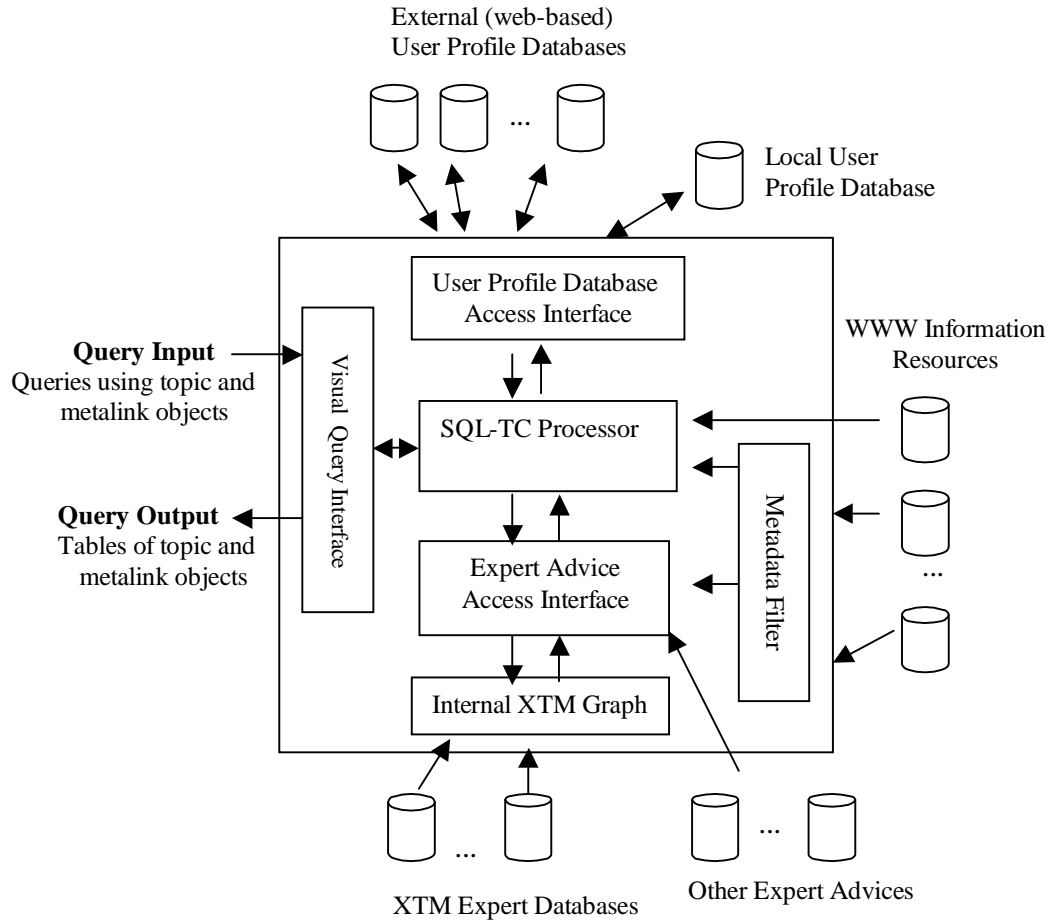 External (web-based)
User Profile Databases
...
Local User
Profile Database
User Profile Database
Access Interface
WWW Information
Resources
Query Input
Queries using topic and
metalink objects
Visual Query Interface
SQL-TC Processor
Metadata Filter
Query Output
Tables of topic and
metalink objects
Expert Advice
Access Interface
...
Internal XTM Graph
...
...
XTM Expert Databases
Other Expert Advices